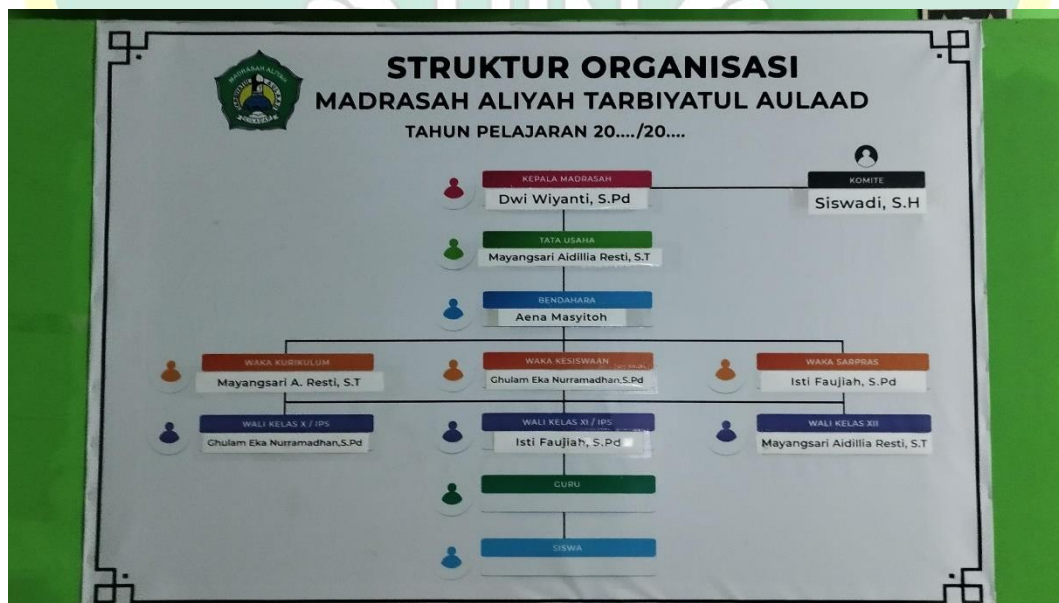 STRUKTUR ORGANISASI
MADRASAH ALIYAH TARBIYATUL AULAAD
TAHUN PELAJARAN 20..../20....
MADRASAH ALIYAH
KEPALA MADRASAH
Dwi Wiyanti, S.Pd
KOMITE
Siswadi, S.H
TATA USAHA
Mayangsari Aidillia Resti, S.T
BENDAHARA
Aena Masyitoh
WAKA KURIKULUM
Mayangsari A. Resti, S.T
WAKA KESISWAAN
Ghulam Eka Nurramadhan,S.Pd
WAKA SARPRAS
Isti Faujiah, S.Pd
WALI KELAS X / IPS
Ghulam Eka Nurramadhan,S.Pd
WALI KELAS XI / IPS
Isti Faujiah, S.Pd
WALI KELAS XII
Mayangsari Aidillia Resti, S.T
GURU
SISWA